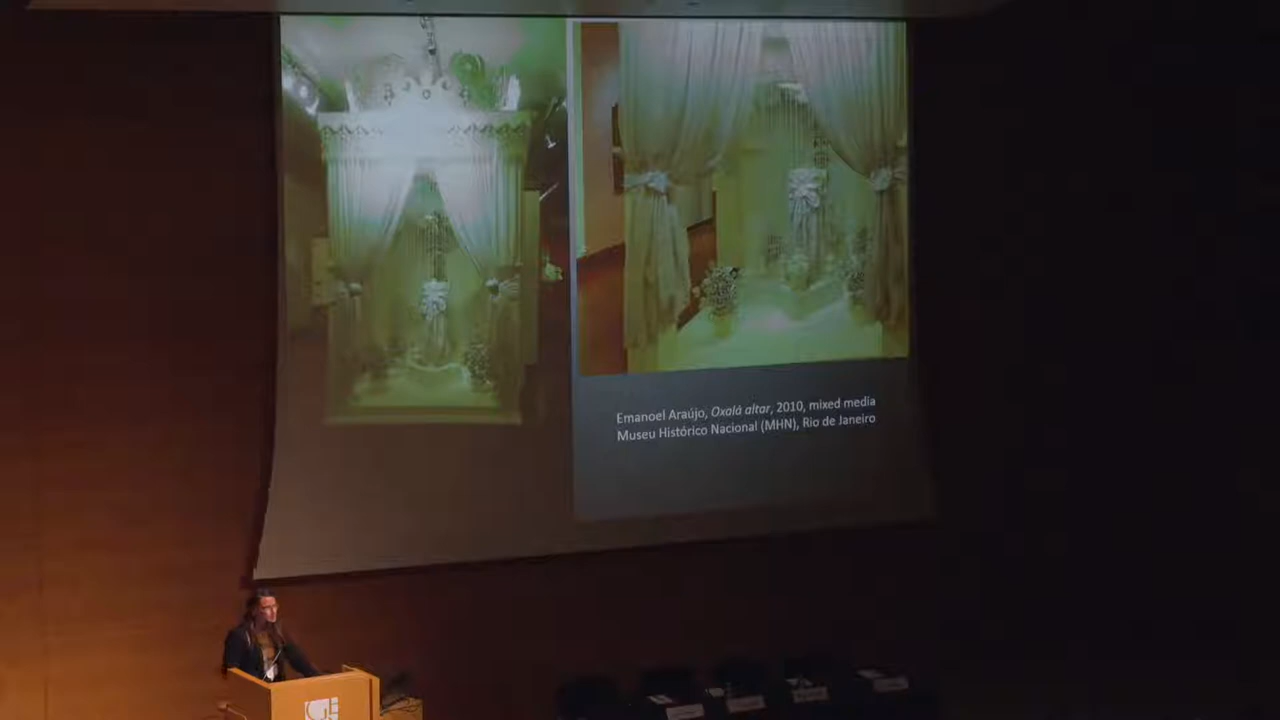 Emanoel Araújo, Oxalá altar, 2010, mixed media
Museu Histórico Nacional (MHN), Rio de Janeiro